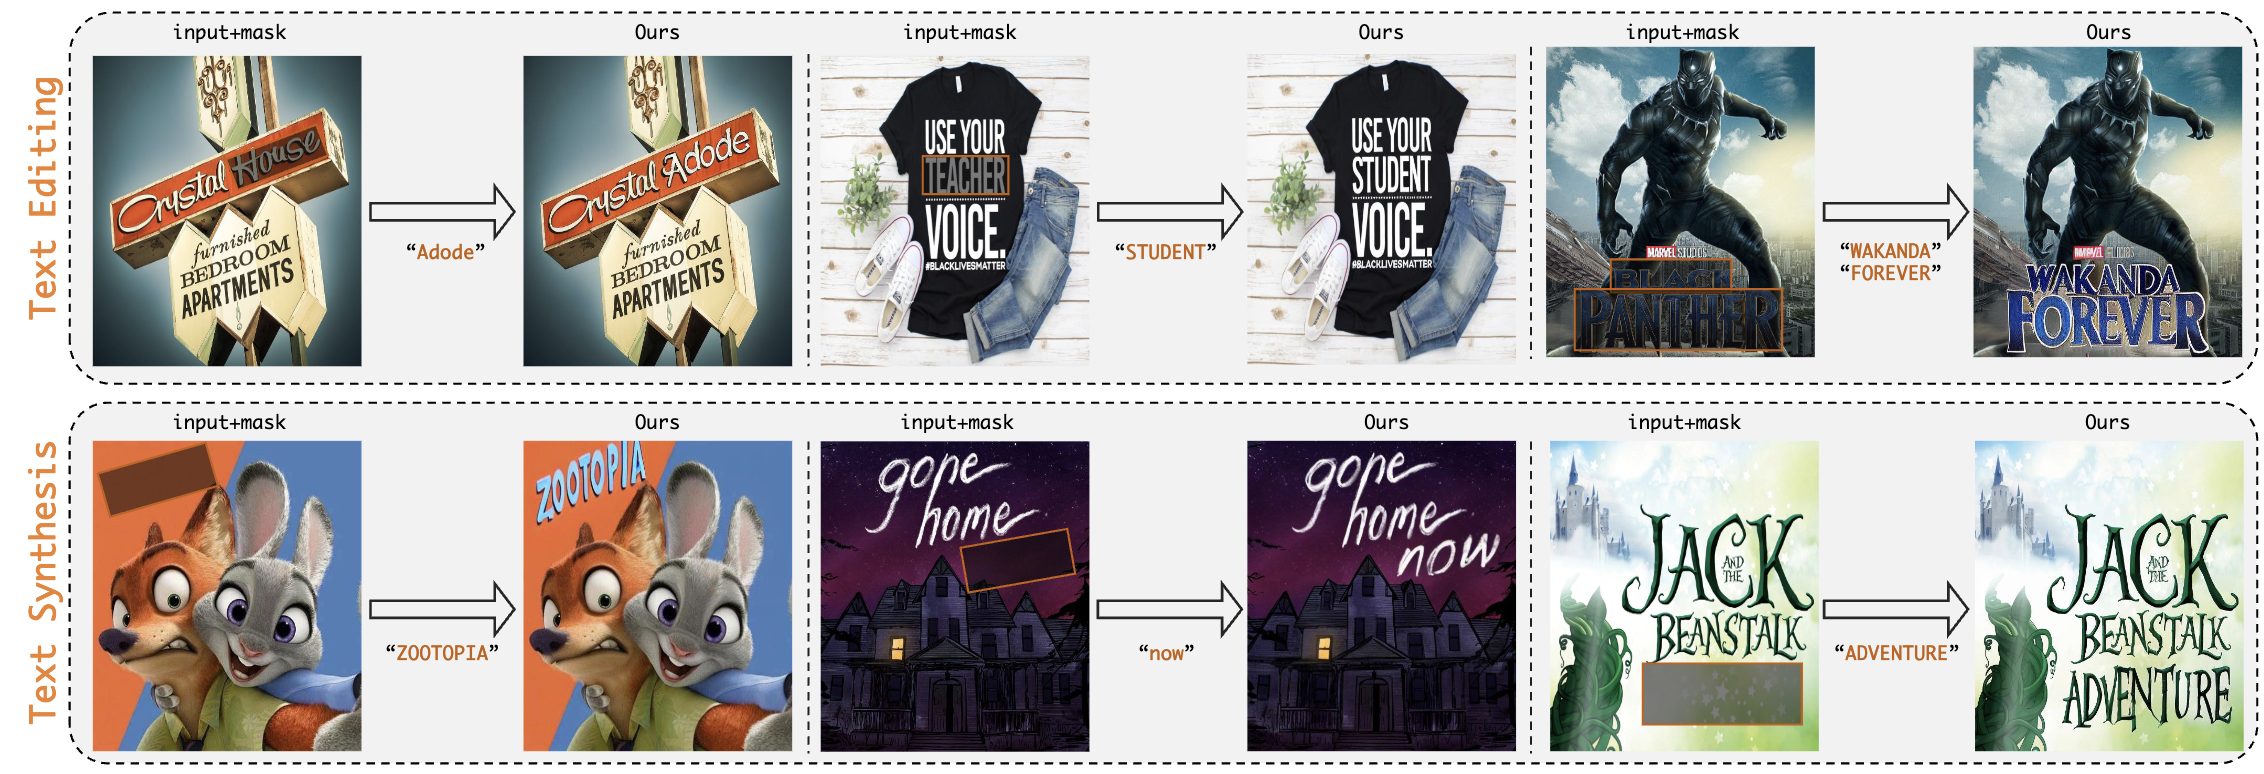 Text Editing
input+mask
Crystal House
furnished
BEDROOM
APARTMENTS
"Adode"
Ours
Crystal Adode
furnished
BEDROOM
APARTMENTS
input+mask
USE YOUR
TEACHER
VOICE.
#BLACKLIVESMATTER
"STUDENT"
Ours
USE YOUR
STUDENT
VOICE.
#BLACKLIVESMATTER
input+mask
MARVEL STUDIOS
BLACK
PANTHER
"WAKANDA"
"FOREVER"
Ours
MARVEL
WAKANDA
FOREVER
Text Synthesis
input+mask
"ZOOTOPIA"
Ours
ZOOTOPIA
input+mask
gone
home
"now"
Ours
gone
home
now
input+mask
JACK
AND
THE
BEANSTALK
"ADVENTURE"
Ours
JACK
AND
THE
BEANSTALK
ADVENTURE